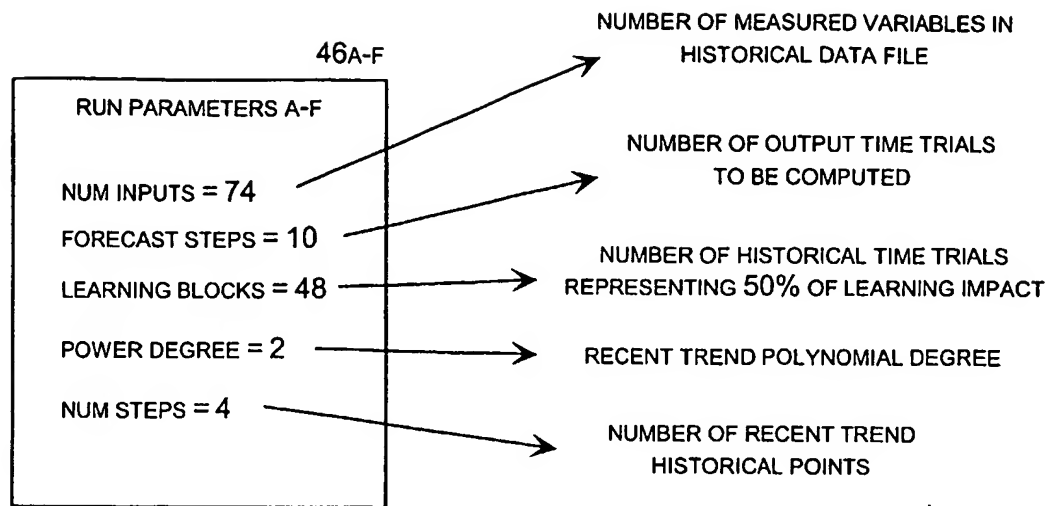 46A-F
RUN PARAMETERS A-F
NUM INPUTS = 74
FORECAST STEPS = 10
LEARNING BLOCKS = 48
POWER DEGREE = 2
NUM STEPS = 4
NUMBER OF MEASURED VARIABLES IN
HISTORICAL DATA FILE
NUMBER OF OUTPUT TIME TRIALS
TO BE COMPUTED
NUMBER OF HISTORICAL TIME TRIALS
REPRESENTING 50% OF LEARNING IMPACT
RECENT TREND POLYNOMIAL DEGREE
NUMBER OF RECENT TREND
HISTORICAL POINTS